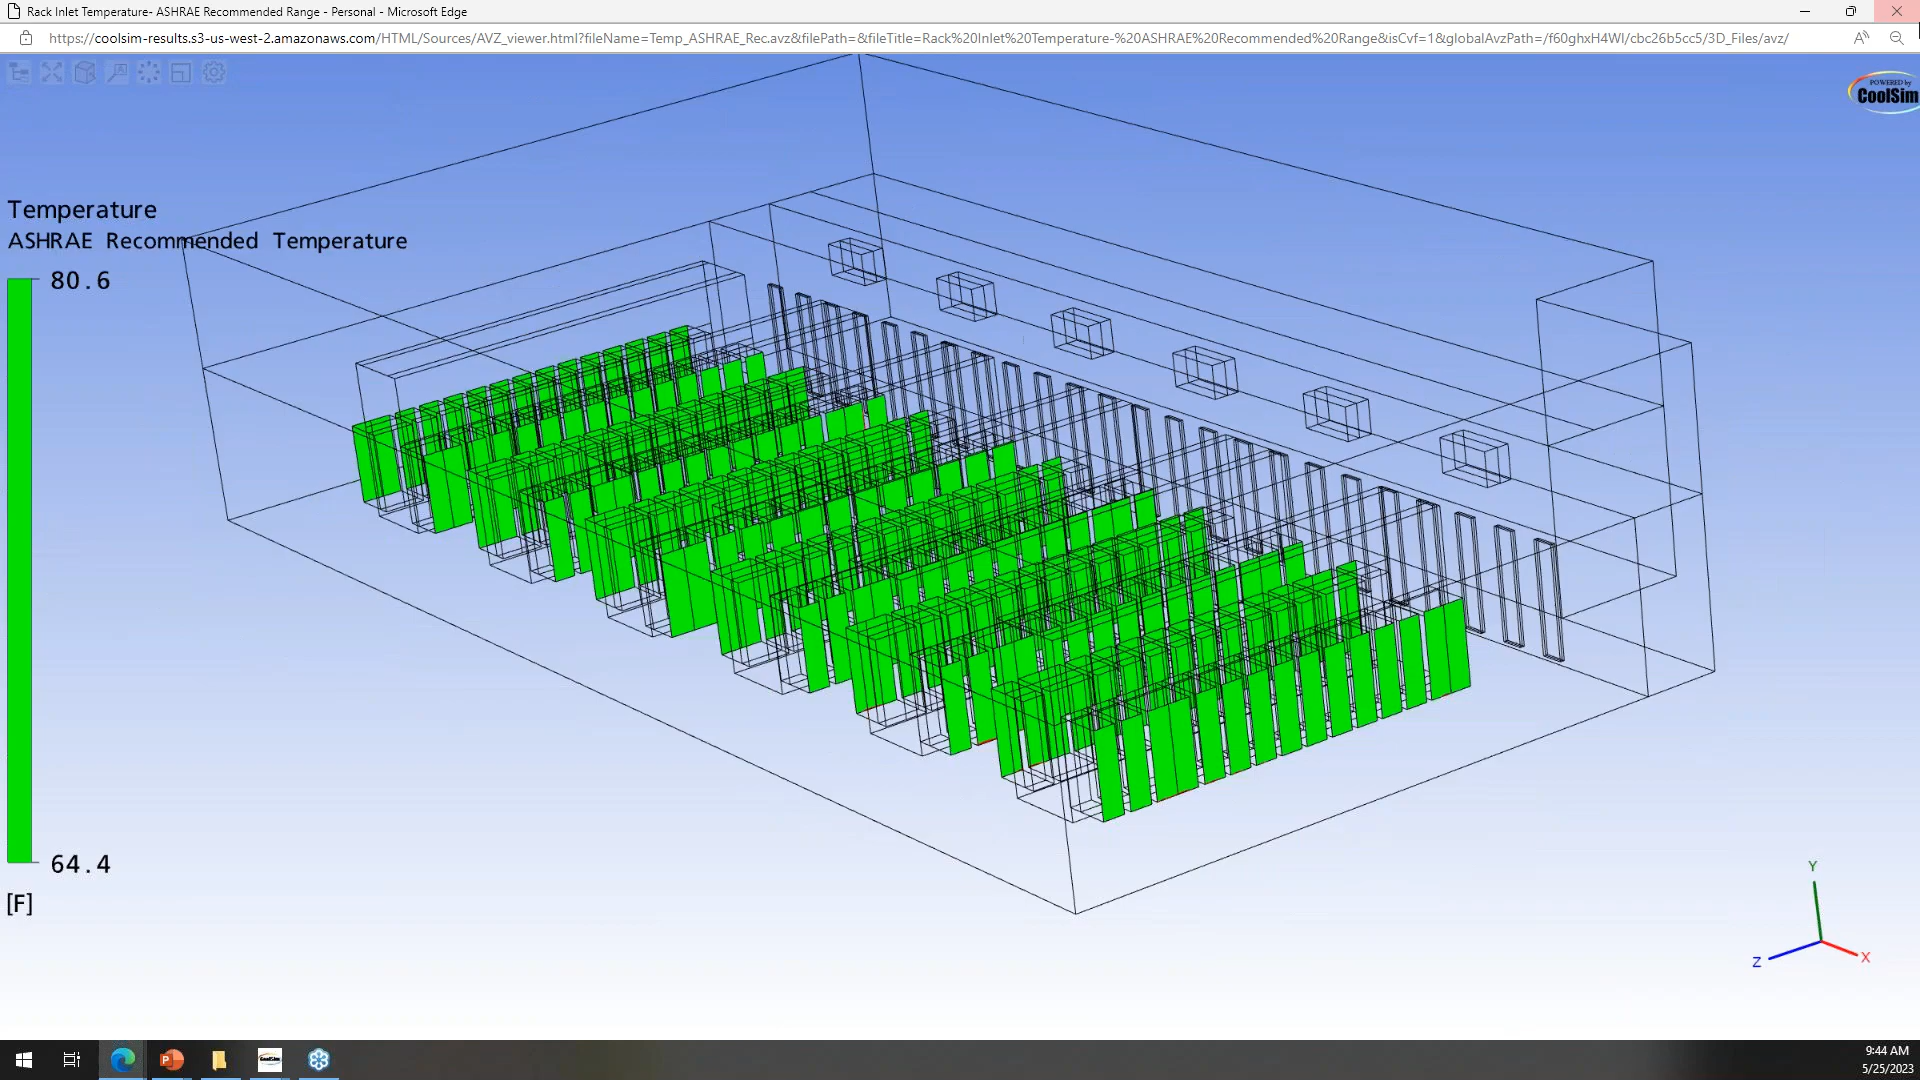 Rack Inlet Temperature- ASHRAE Recommended Range - Personal - Microsoft Edge
https://coolsim-results.s3-us-west-2.amazonaws.com/HTML/Sources/AVZ_viewer.html?fileName=Temp_ASHRAE_Rec.avz&filePath=&fileTitle=Rack%20Inlet%20Temperature-%20ASHRAE%20Recommended%20Range&isCvf=1&globalAvzPath=/f60ghxH4WI/cbc26b5cc5/3D_Files/avz/
POWERED by
CoolSim
Temperature
ASHRAE Recommended Temperature
80.6
64.4
[F]
Y
Z
X
CoolSim
9:44 AM
5/25/2023